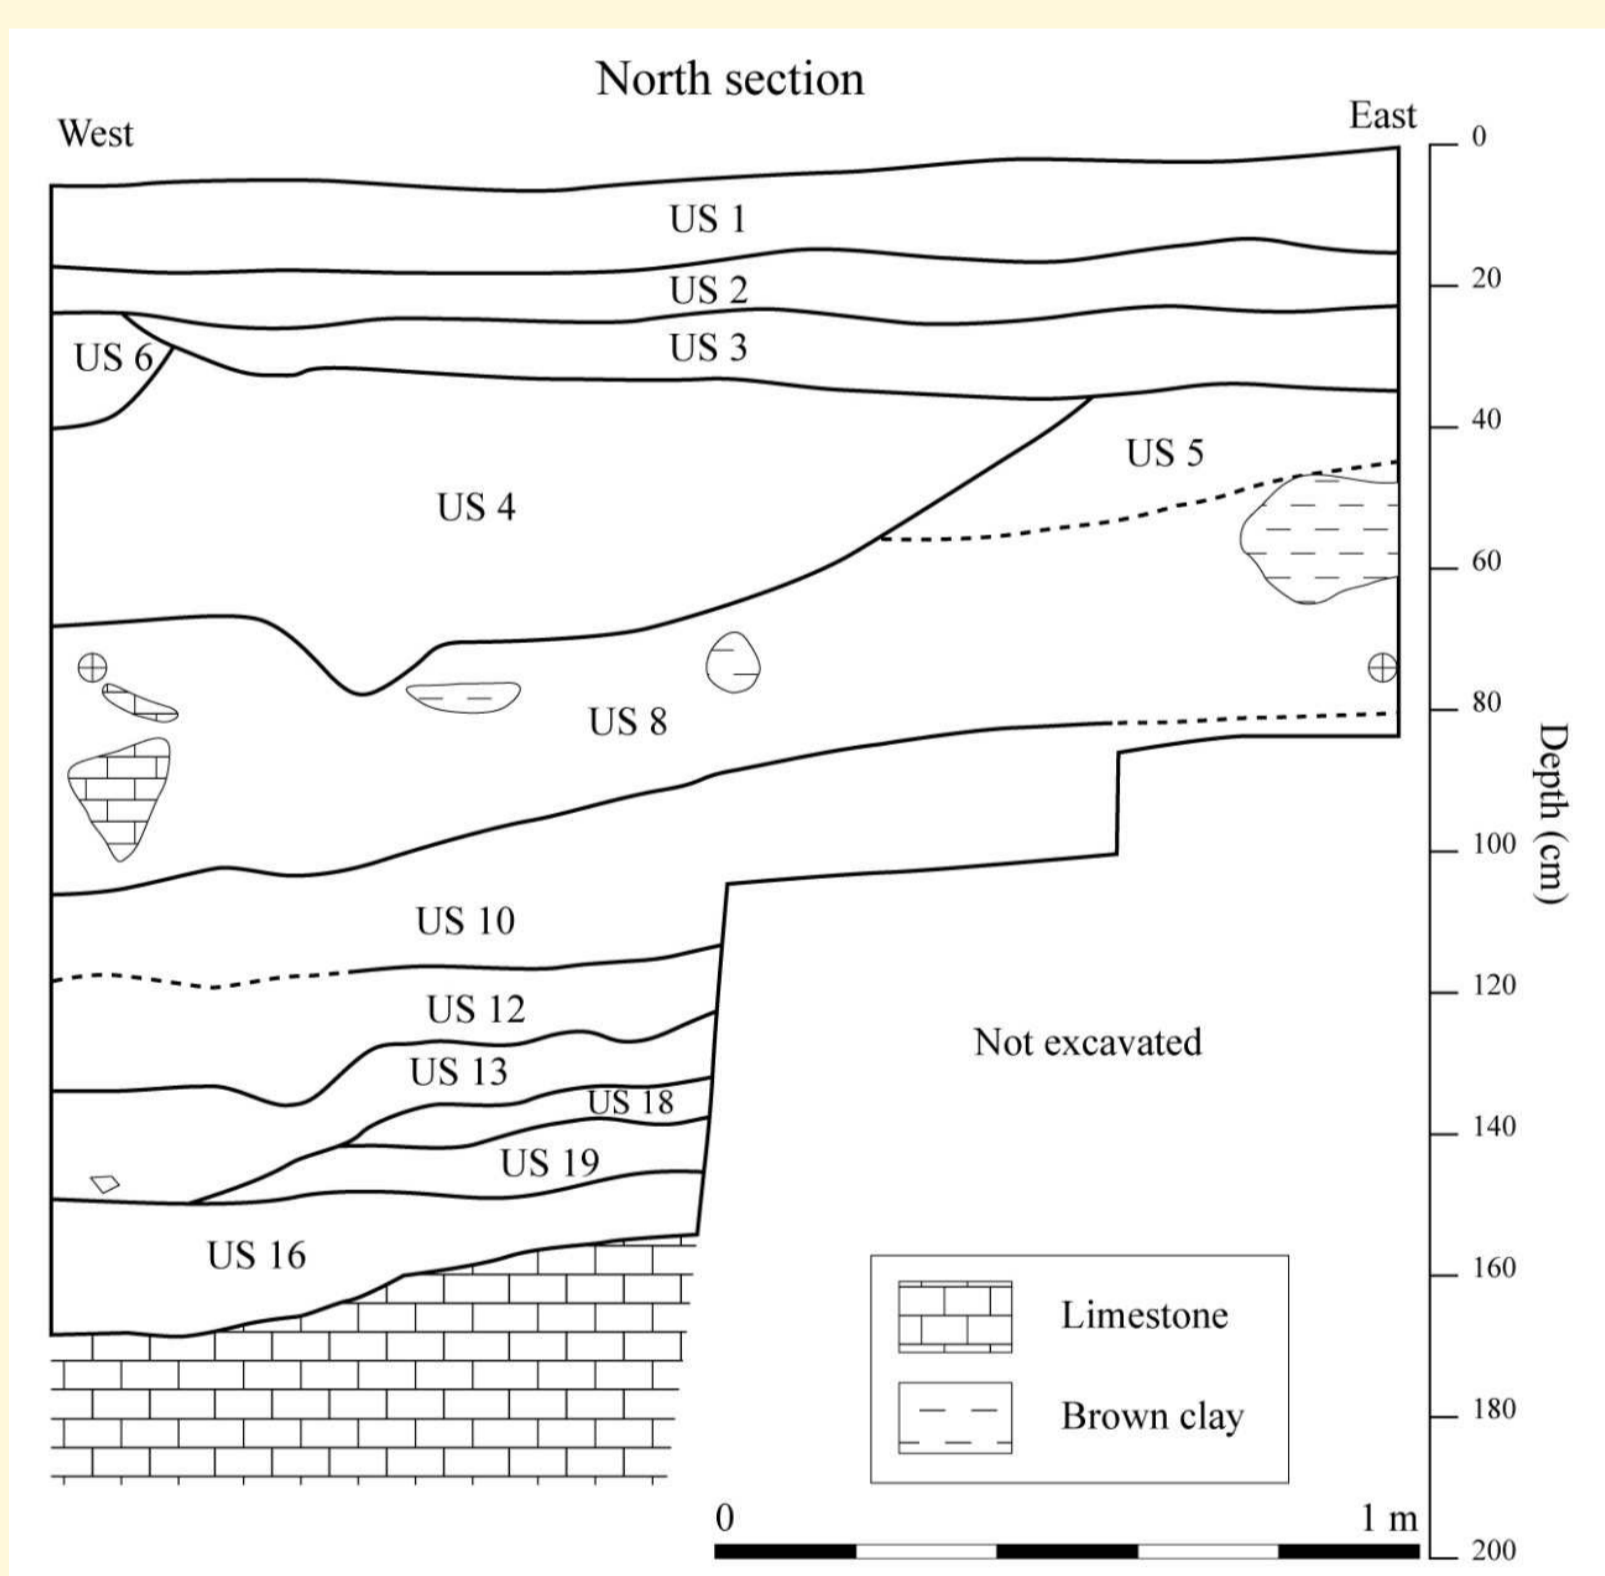 North section
West
East
US 1
US 2
US 3
US 6
US 5
US 4
US 8
US 10
US 12
US 13
US 18
US 19
US 16
Not excavated
Limestone
Brown clay
0
1 m
0
20
40
60
80
100
120
140
160
180
200
Depth (cm)